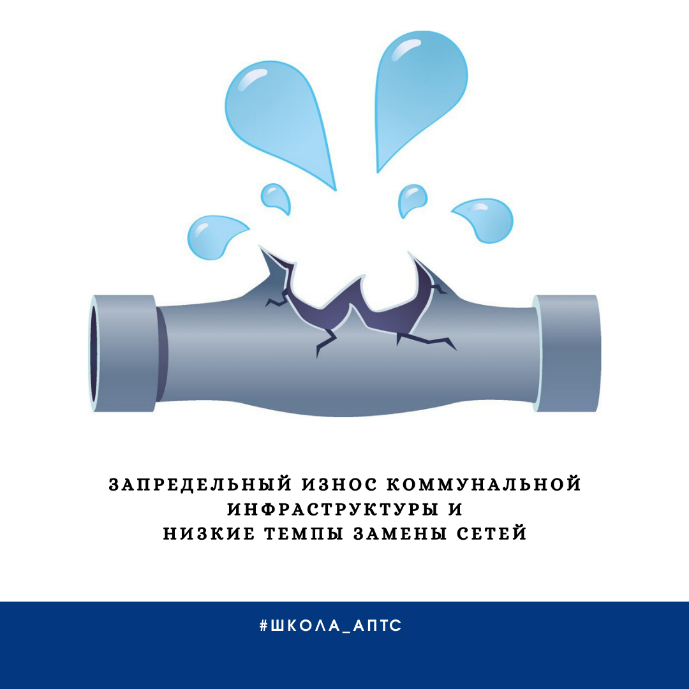 ЗАПРЕДЕЛЬНЫЙ ИЗНОС КОММУНАЛЬНОЙ
ИНФРАСТРУКТУРЫ И
НИЗКИЕ ТЕМПЫ ЗАМЕНЫ СЕТЕЙ
#ШКОЛА_АПТС